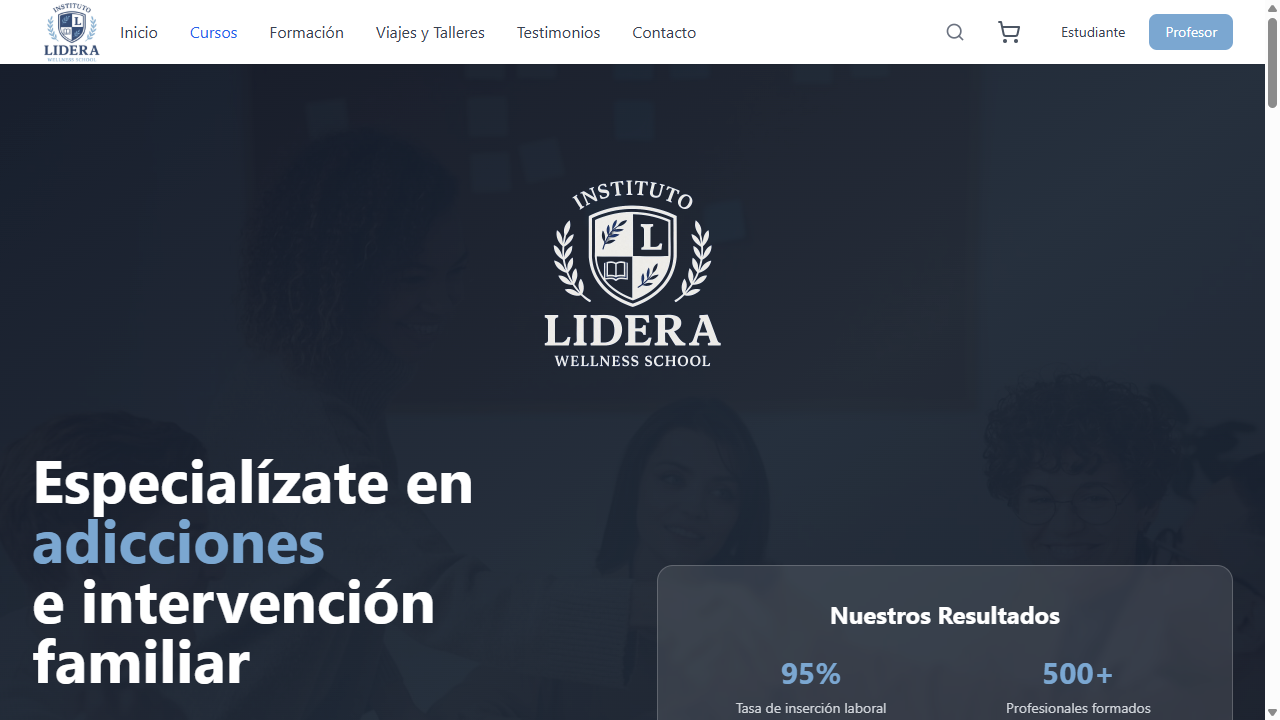 INSTITUTO
L
LIDERA
WELLNESS SCHOOL
Inicio
Cursos
Formación
Viajes y Talleres
Testimonios
Contacto
Estudiante
Profesor
INSTITUTO
L
LIDERA
WELLNESS SCHOOL
Especialízate en
adicciones
e intervención
familiar
Nuestros Resultados
95%
500+
Tasa de inserción laboral
Profesionales formados